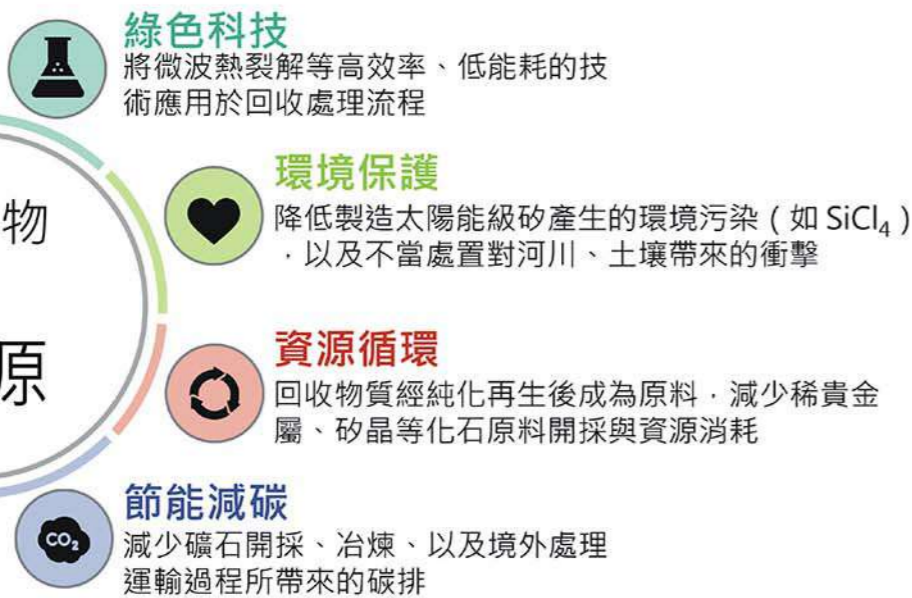 綠色科技
將微波熱裂解等高效率、低能耗的技
術應用於回收處理流程
物
環境保護
降低製造太陽能級矽產生的環境污染（如 SiCl₄）
，以及不當處置對河川、土壤帶來的衝擊
原
資源循環
回收物質經純化再生後成為原料，減少稀貴金
屬、矽晶等化石原料開採與資源消耗
節能減碳
CO₂
減少礦石開採、冶煉、以及境外處理
運輸過程所帶來的碳排